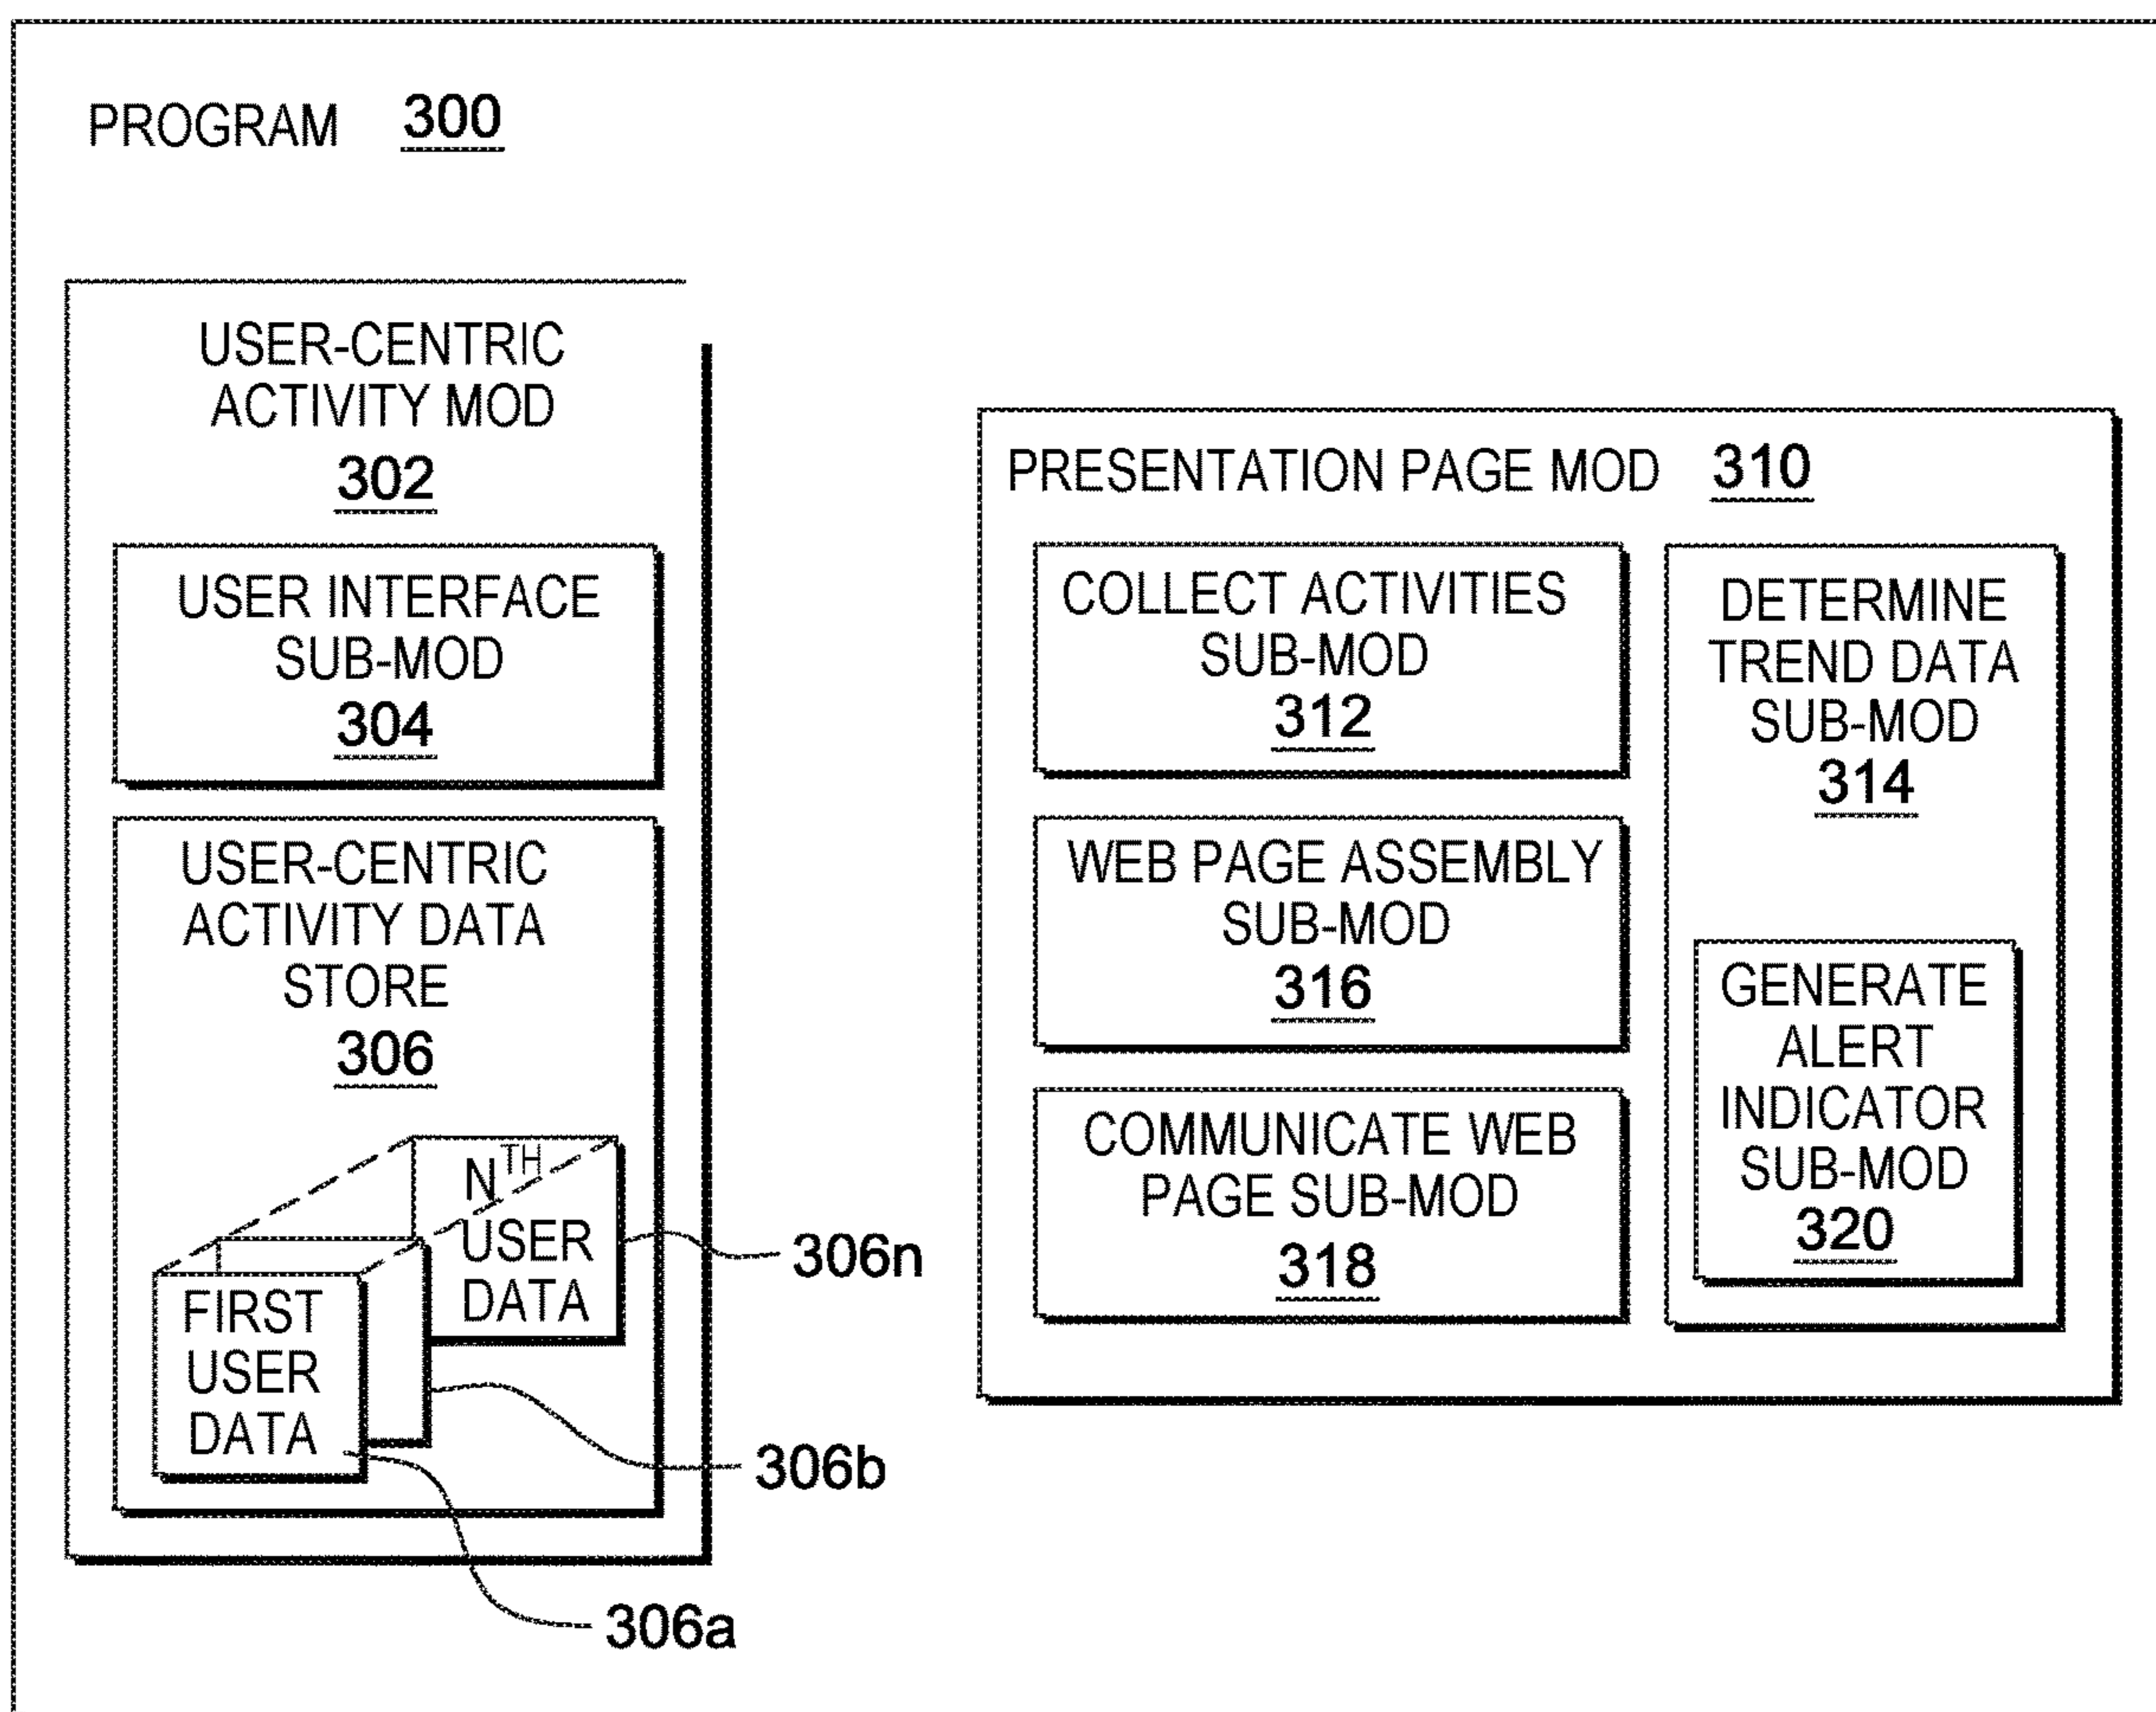 PROGRAM 300
USER-CENTRIC
ACTIVITY MOD
302
USER INTERFACE
SUB-MOD
304
USER-CENTRIC
ACTIVITY DATA
STORE
306
NTH
USER
DATA
FIRST
USER
DATA
306n
306b
306a
PRESENTATION PAGE MOD 310
COLLECT ACTIVITIES
SUB-MOD
312
WEB PAGE ASSEMBLY
SUB-MOD
316
COMMUNICATE WEB
PAGE SUB-MOD
318
DETERMINE
TREND DATA
SUB-MOD
314
GENERATE
ALERT
INDICATOR
SUB-MOD
320